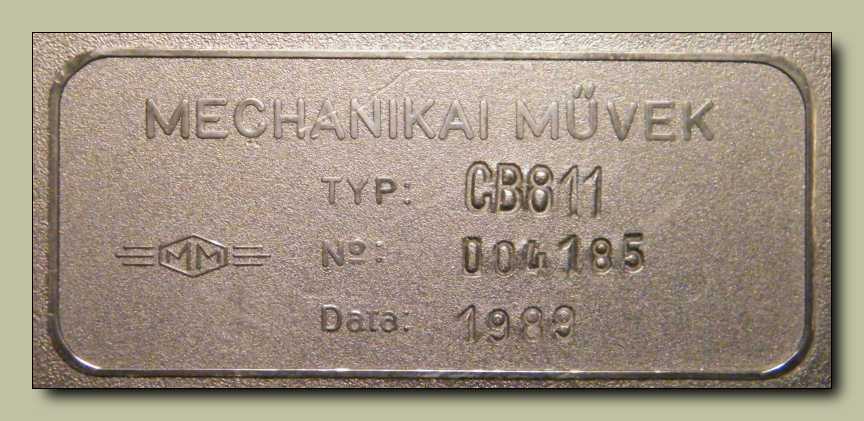 MECHANIKAI MŰVEK
TYP: CB811
MM Nº: 004185
Data: 1989